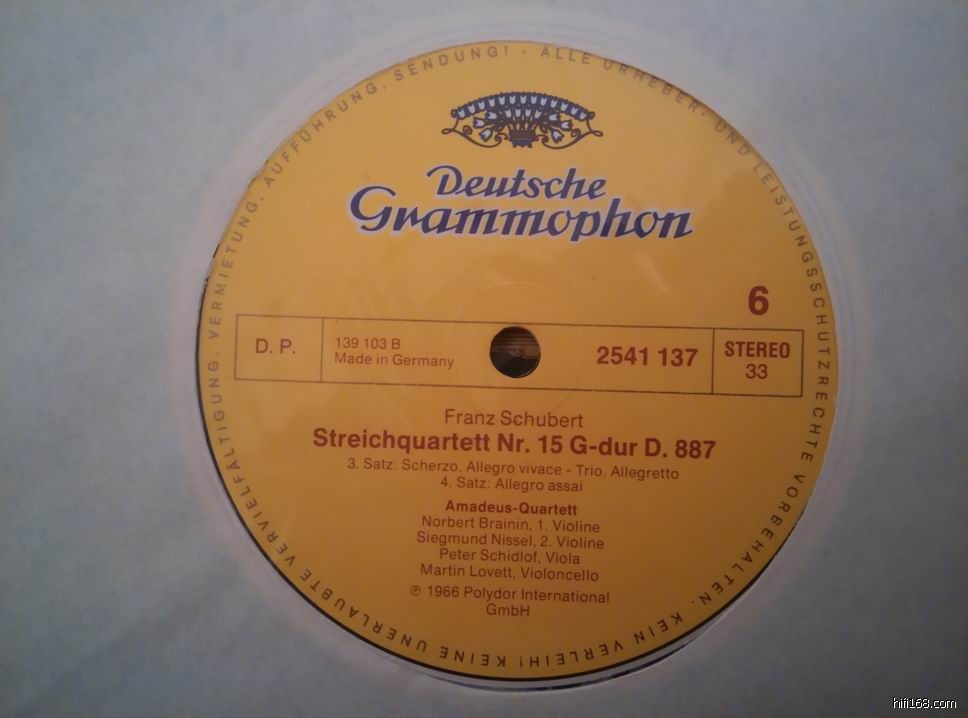 ALLE URHEBER- UND LEISTUNGSSCHUTZRECHTE VORBEHALTEN. KEIN VERLEIH! KEINE UNERLAUBTE VERVIELFÄLTIGUNG, VERMIETUNG, AUFFÜHRUNG, SENDUNG! ·
Deutsche
Grammophon
6
D. P.
139 103 B
Made in Germany
2541 137
STEREO
33
Franz Schubert
Streichquartett Nr. 15 G-dur D. 887
3. Satz: Scherzo. Allegro vivace - Trio. Allegretto
4. Satz: Allegro assai
Amadeus-Quartett
Norbert Brainin, 1. Violine
Siegmund Nissel, 2. Violine
Peter Schidlof, Viola
Martin Lovett, Violoncello
℗ 1966 Polydor International
GmbH
hifi168.com